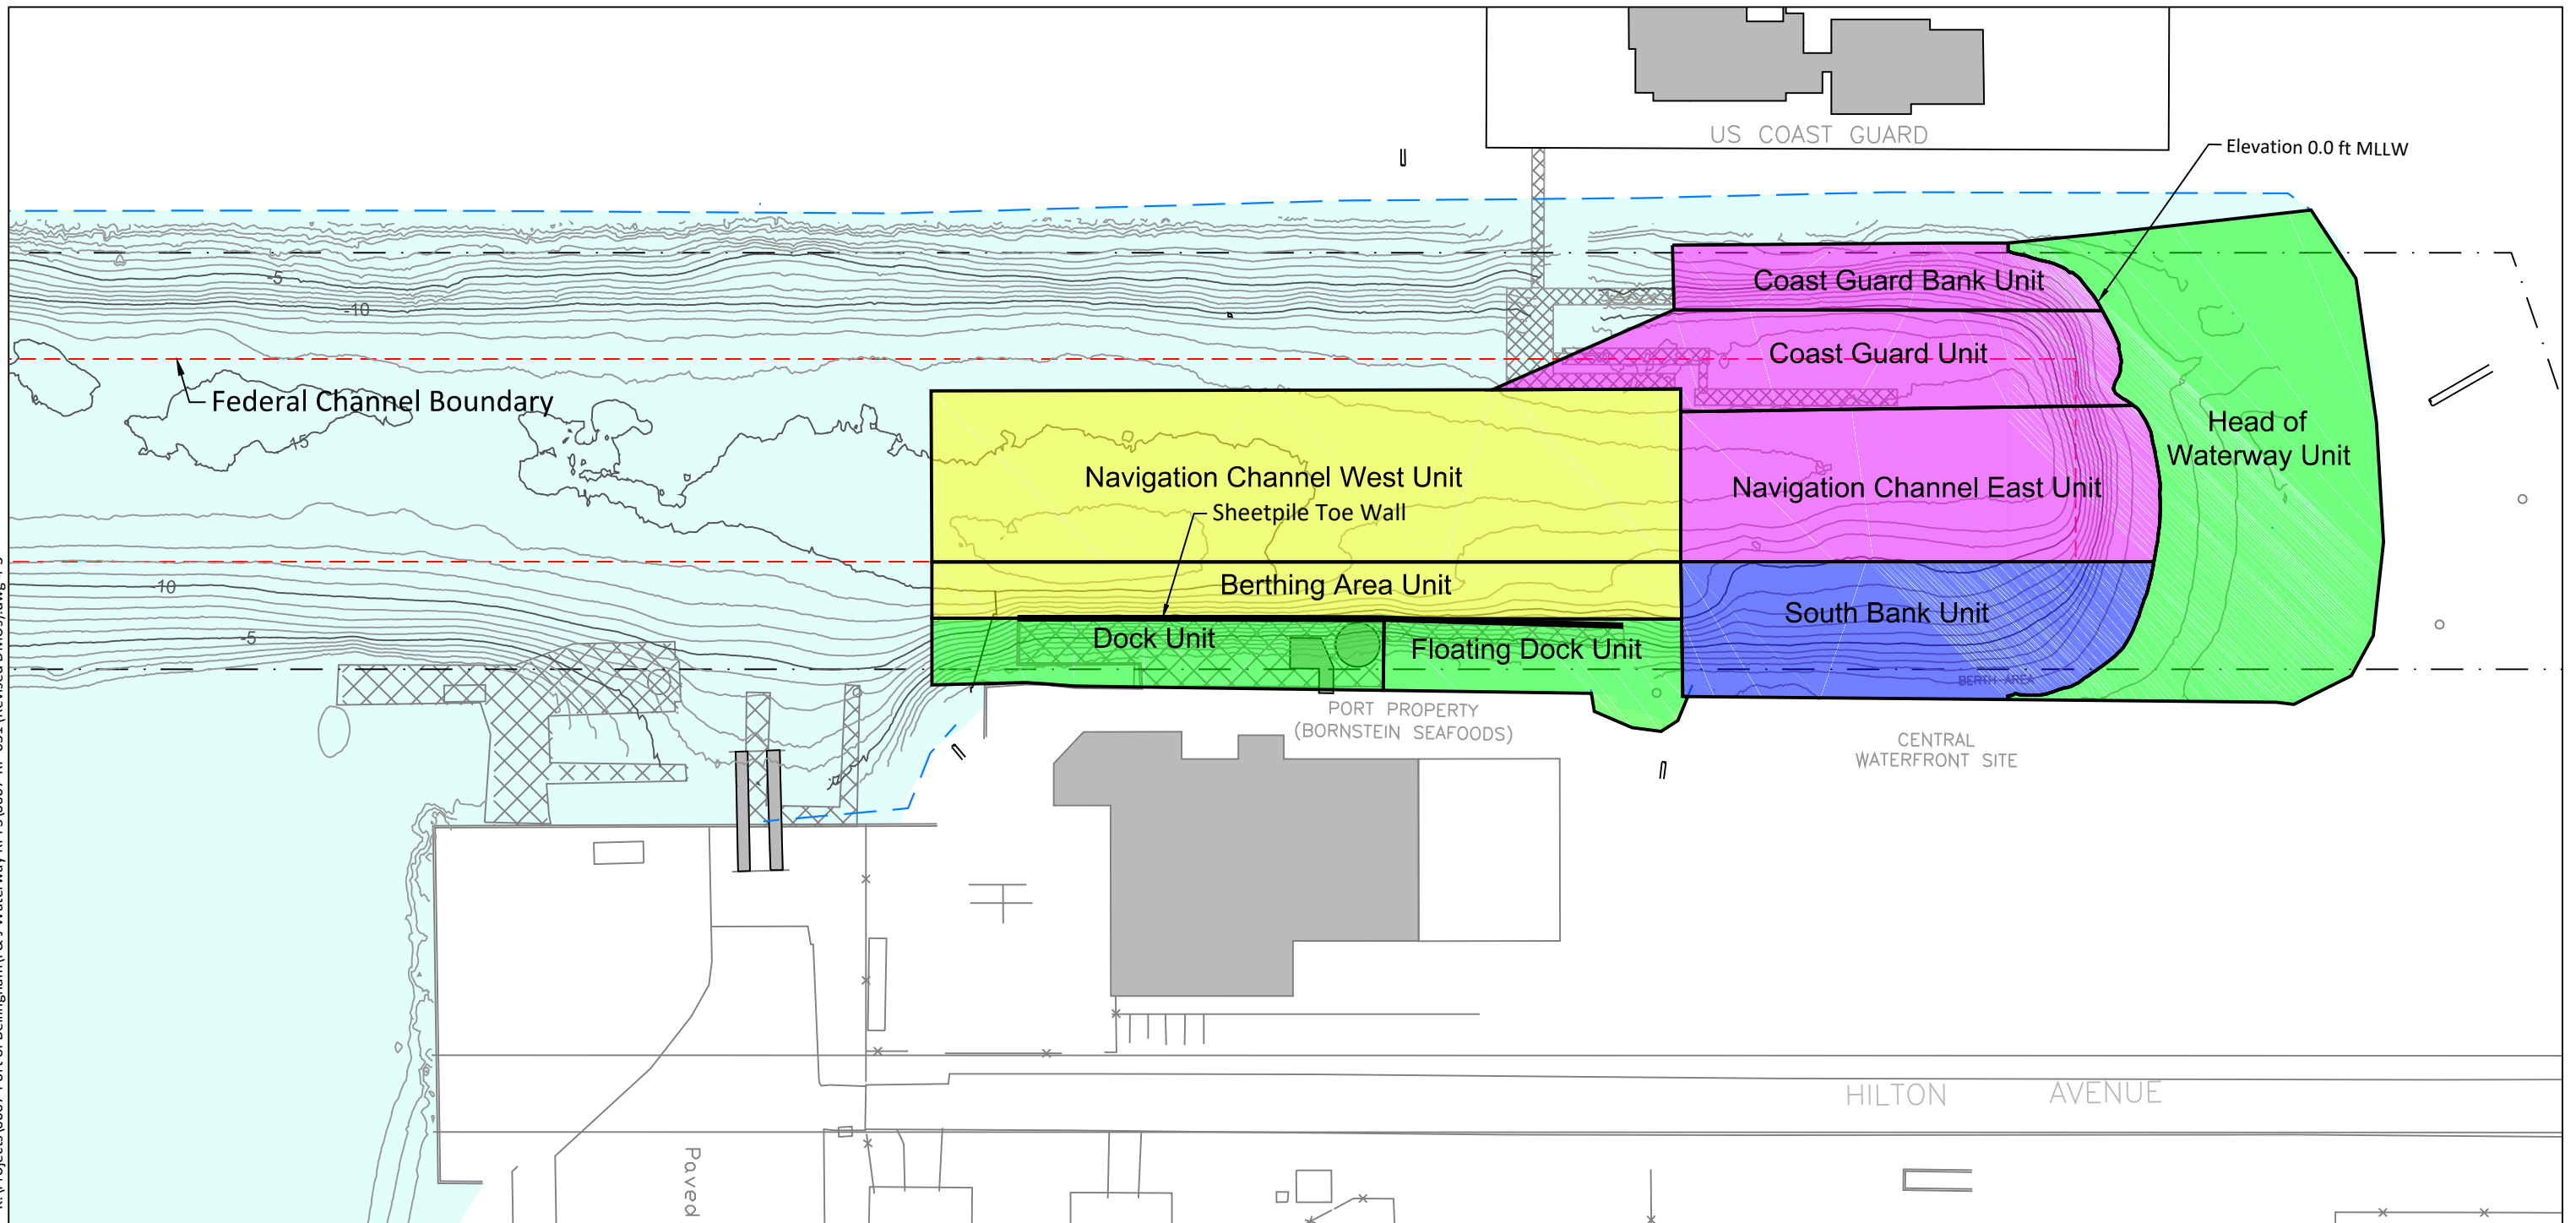 US COAST GUARD
Elevation 0.0 ft MLLW
-5
-10
Coast Guard Bank Unit
Coast Guard Unit
Federal Channel Boundary
15
Head of
Waterway Unit
Navigation Channel West Unit
Navigation Channel East Unit
Sheetpile Toe Wall
-10
Berthing Area Unit
South Bank Unit
-5
Dock Unit
Floating Dock Unit
BERTH AREA
PORT PROPERTY
(BORNSTEIN SEAFOODS)
CENTRAL
WATERFRONT SITE
HILTON AVENUE
Paved